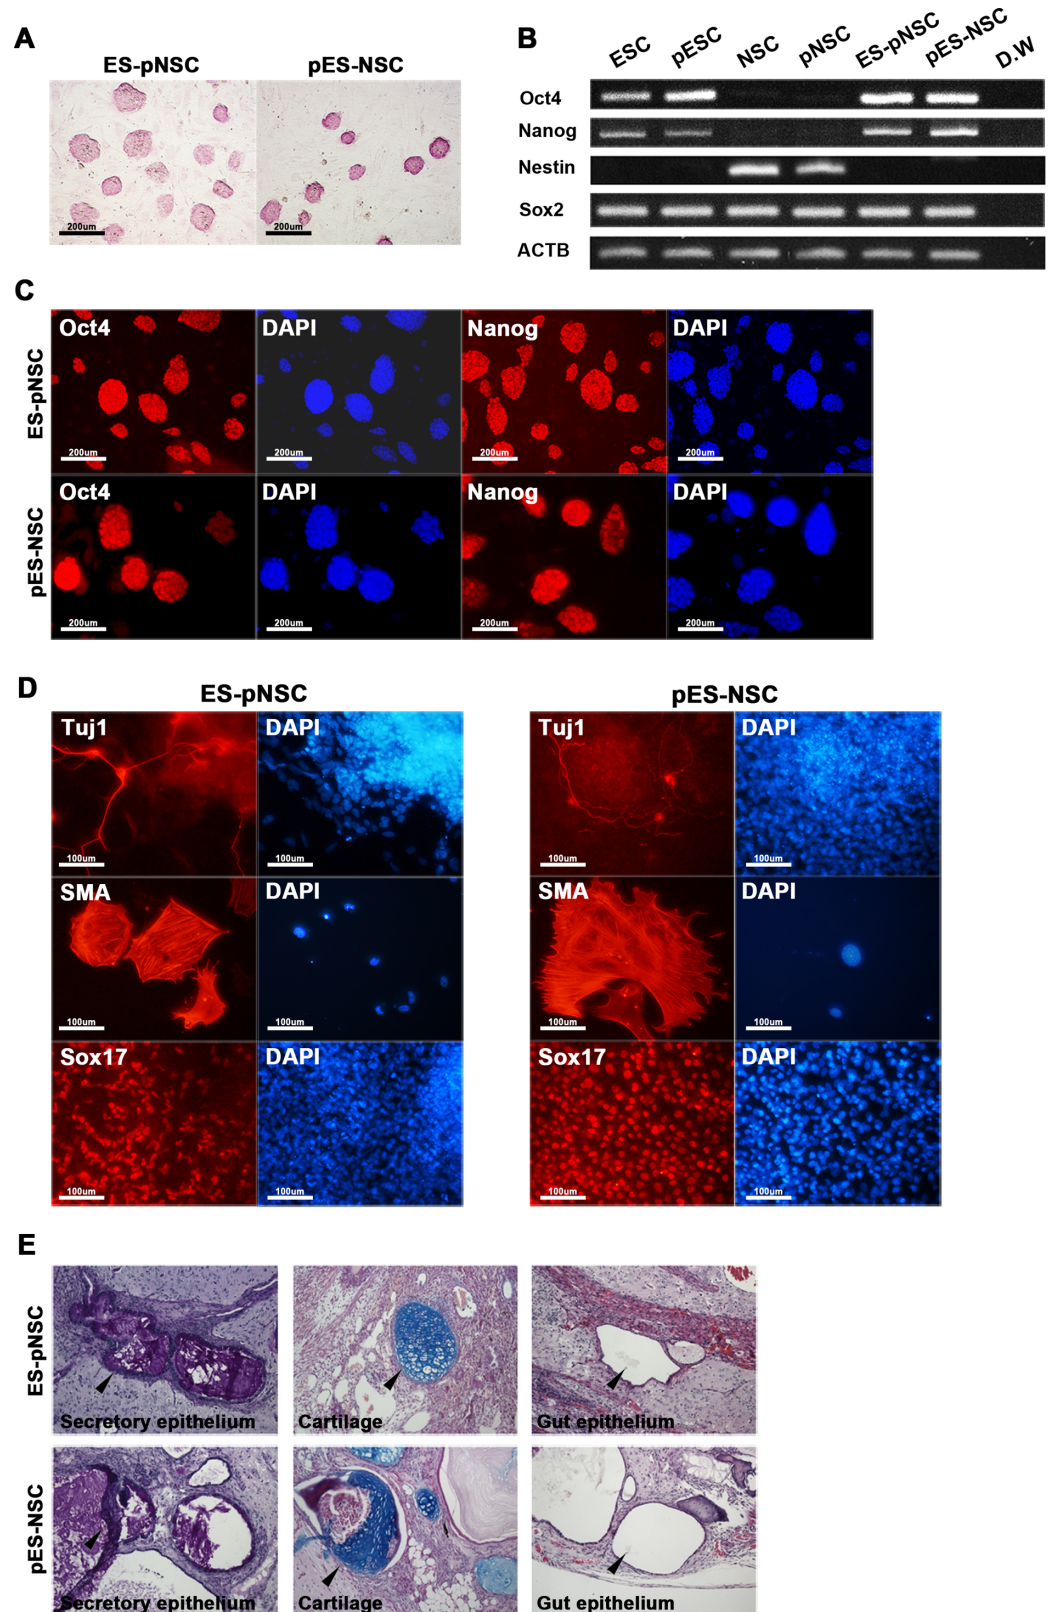 A
ES-pNSC
pES-NSC
200um
200um
B
ESC
pESC
NSC
pNSC
ES-pNSC
pES-NSC
D.W
Oct4
Nanog
Nestin
Sox2
ACTB
C
ES-pNSC
Oct4
DAPI
Nanog
DAPI
200um
200um
200um
200um
pES-NSC
Oct4
DAPI
Nanog
DAPI
200um
200um
200um
200um
D
ES-pNSC
pES-NSC
Tuj1
DAPI
Tuj1
DAPI
100um
100um
100um
100um
SMA
DAPI
SMA
DAPI
100um
100um
100um
100um
Sox17
DAPI
Sox17
DAPI
100um
100um
100um
100um
E
ES-pNSC
Secretory epithelium
Cartilage
Gut epithelium
pES-NSC
Secretory epithelium
Cartilage
Gut epithelium